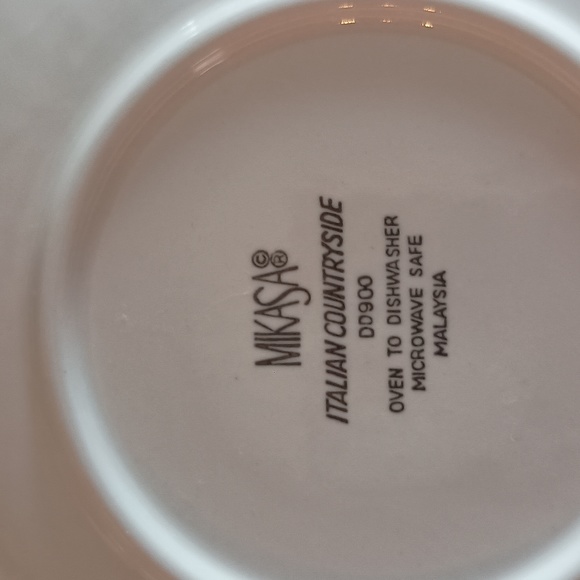 MIKASA©®
ITALIAN COUNTRYSIDE
DD900
OVEN TO DISHWASHER
MICROWAVE SAFE
MALAYSIA